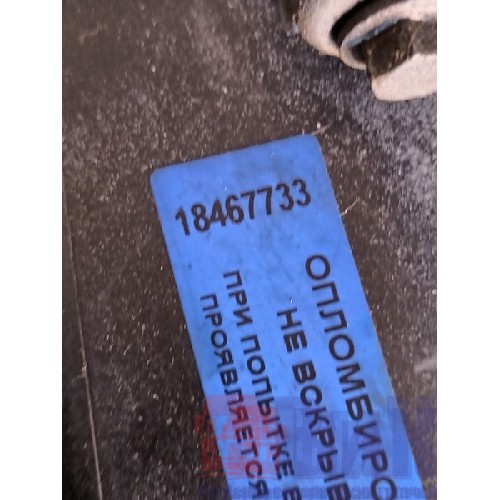 18467733
ОПЛОМБИРО
НЕ ВСКРЫВ
ПРИ ПОПЫТКЕ В
ПРОЯВЛЯЕТСЯ